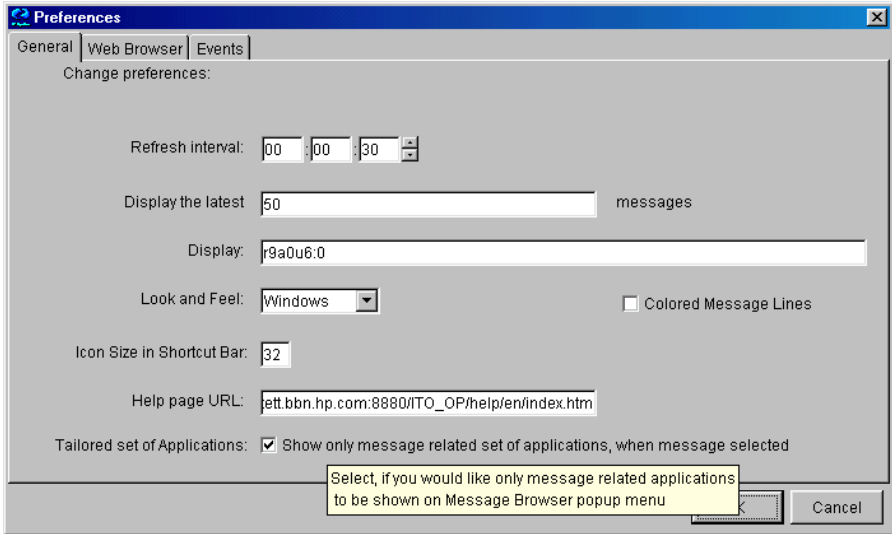 Preferences
General Web Browser Events
Change preferences:
Refresh interval: 00 :00 :30
Display the latest 50 messages
Display: r9a0u6:0
Look and Feel: Windows Colored Message Lines
Icon Size in Shortcut Bar: 32
Help page URL: ett.bbn.hp.com:8880/ITO_OP/help/en/index.htm
Tailored set of Applications: Show only message related set of applications, when message selected
Select, if you would like only message related applications
to be shown on Message Browser popup menu
Cancel